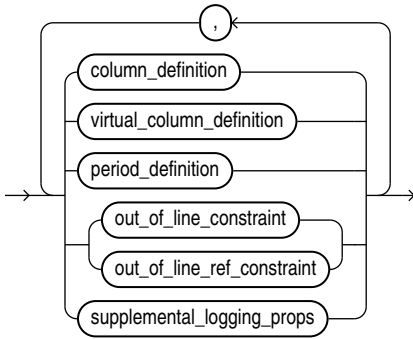 ,
column_definition
virtual_column_definition
period_definition
out_of_line_constraint
out_of_line_ref_constraint
supplemental_logging_props